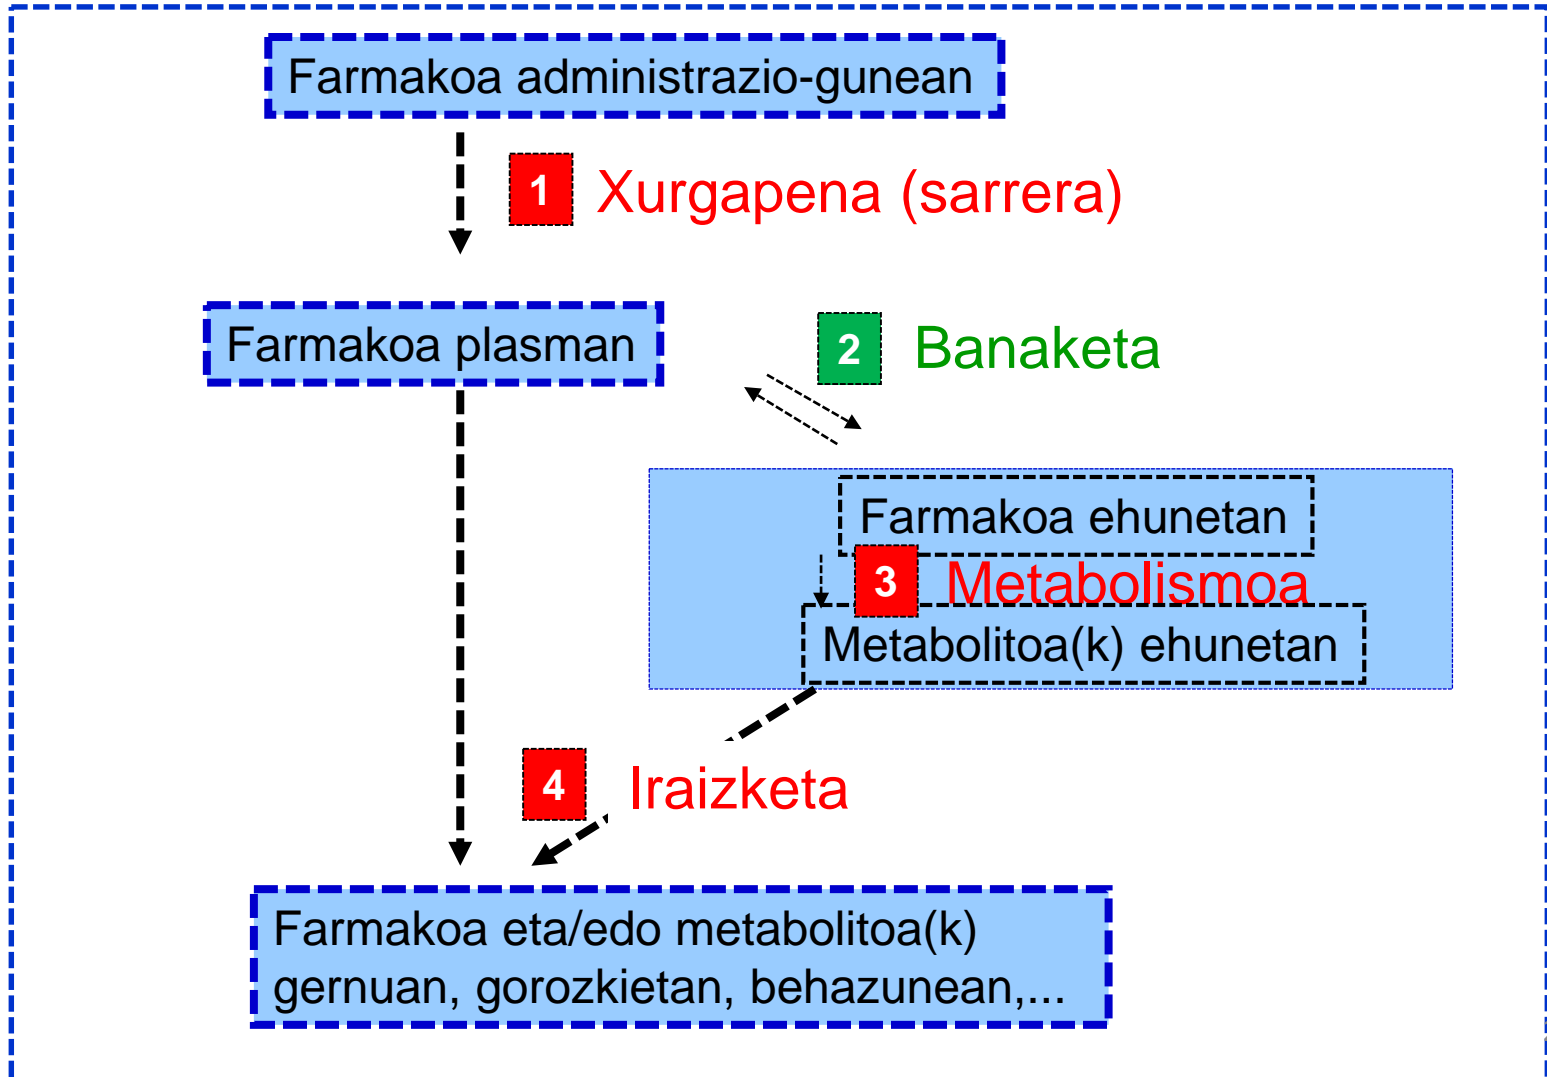 Farmakoa administrazio-gunean
1 Xurgapena (sarrera)
Farmakoa plasman
2 Banaketa
Farmakoa ehunetan
3 Metabolismoa
Metabolitoa(k) ehunetan
4 Iraizketa
Farmakoa eta/edo metabolitoa(k)
gernuan, gorozkietan, behazunean,...